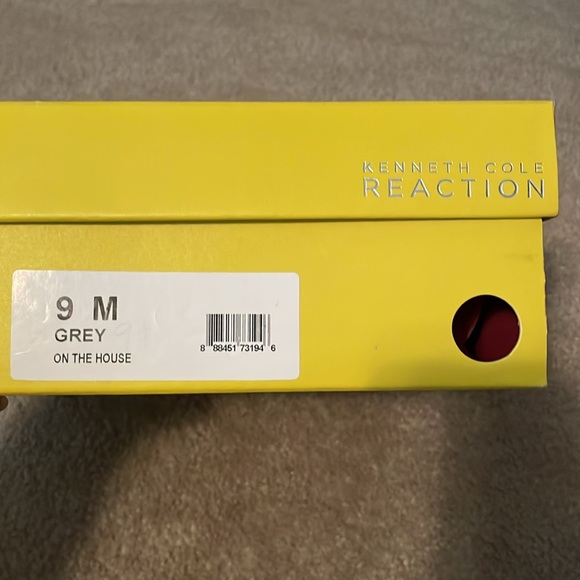 KENNETH COLE
REACTION
9 M
GREY
ON THE HOUSE
8 88451 73194 6